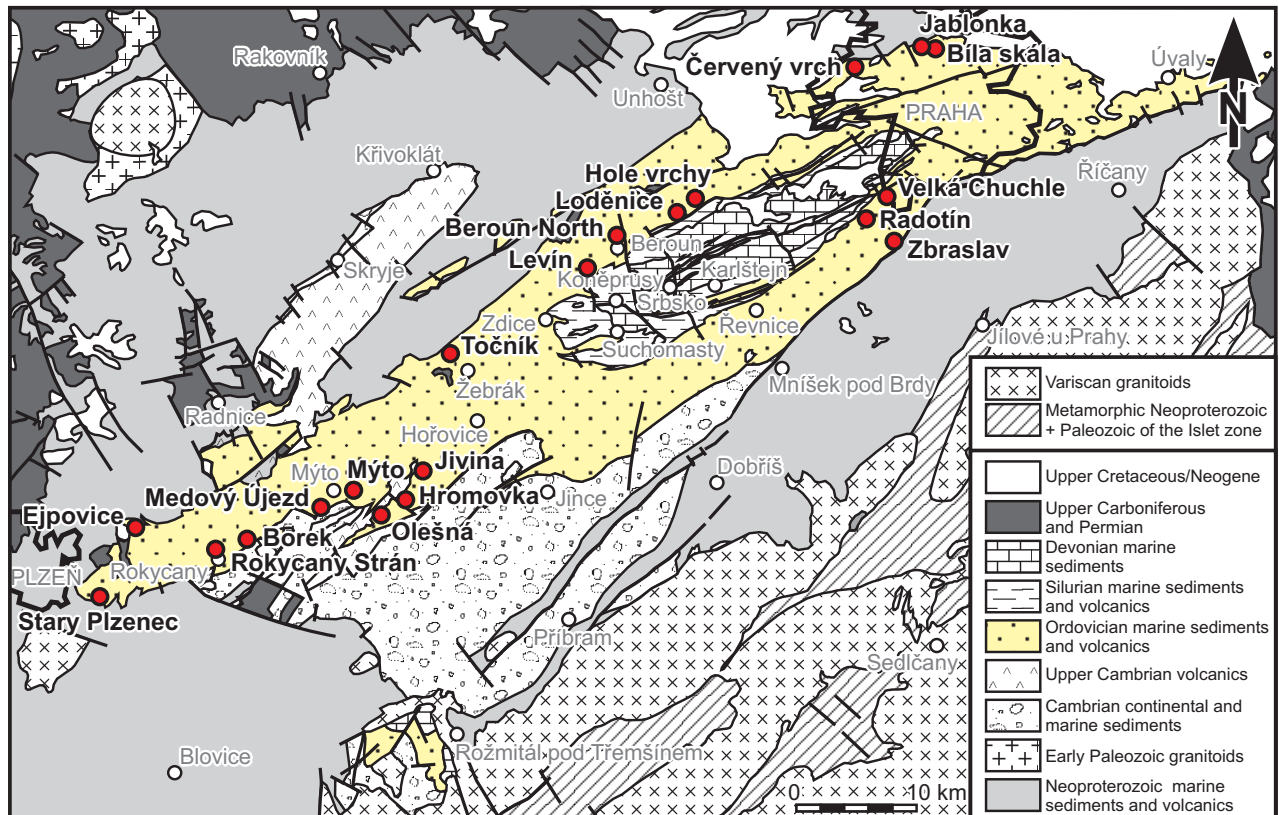 Jablonka
Rakovník
Červený vrch
Bíla skála
Úvaly
Unhošt
N
PRAHA
Křivoklát
Hole vrchy
Říčany
Loděnice
Velká Chuchle
Beroun North
Radotín
Beroun
Zbraslav
Levín
Skryje
Koněprusy
Karlštejn
Srbsko
Zdice
Řevnice
Suchomasty
Jílové u Prahy
Točník
Žebrák
Mníšek pod Brdy
Radnice
Hořovice
Jivina
Dobříš
Mýto
Mýto
Medový Újezd
Hromovka
Jince
Olešná
Ejpovice
Borek
Rokycany Strán
PLZEŇ
Rokycany
Stary Plzenec
Příbram
Sedlčany
Rožmitál pod Třemšínem
Blovice
0 10 km
Variscan granitoids
Metamorphic Neoproterozoic
+ Paleozoic of the Islet zone
Upper Cretaceous/Neogene
Upper Carboniferous
and Permian
Devonian marine
sediments
Silurian marine sediments
and volcanics
Ordovician marine sediments
and volcanics
Upper Cambrian volcanics
Cambrian continental and
marine sediments
Early Paleozoic granitoids
Neoproterozoic marine
sediments and volcanics